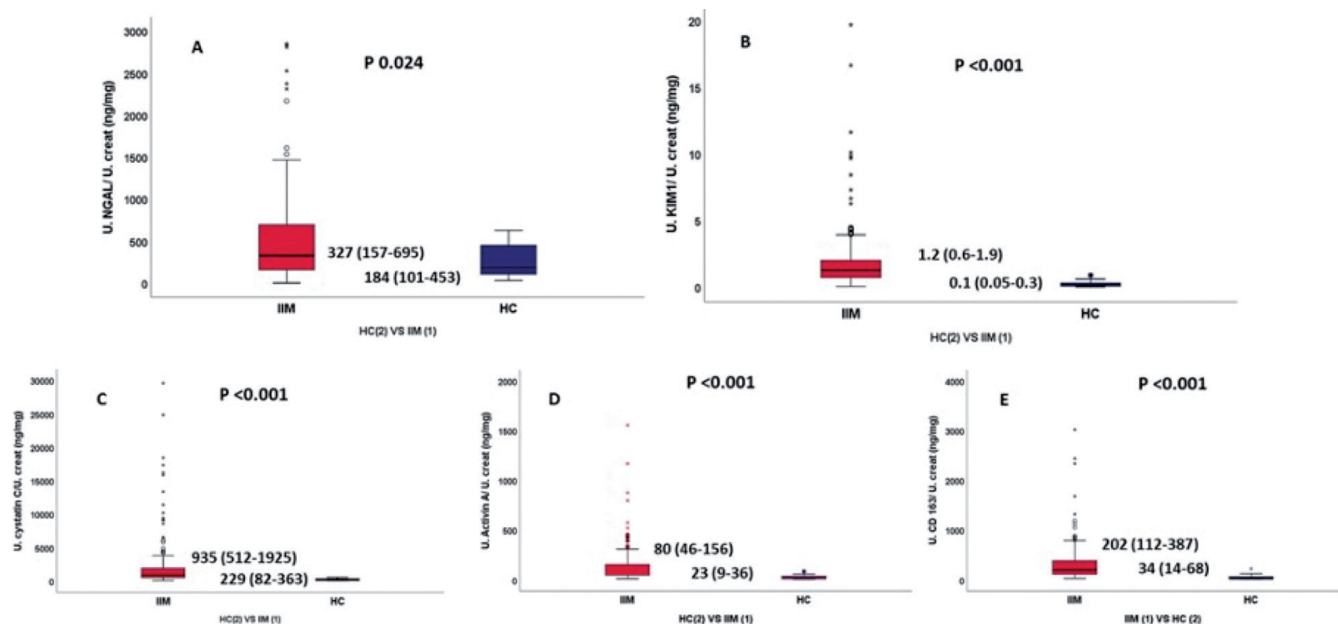 A
P 0.024
U. NGAL/ U. creat (ng/mg)
3000
2500
2000
1500
1000
500
0
327 (157-695)
184 (101-453)
IIM
HC
HC(2) VS IIM (1)
B
P <0.001
U. KIM1/ U. creat (ng/mg)
20
15
10
5
0
1.2 (0.6-1.9)
0.1 (0.05-0.3)
IIM
HC
HC(2) VS IIM (1)
C
P <0.001
U. cystatin C/U. creat (ng/mg)
30000
25000
20000
15000
10000
5000
0
935 (512-1925)
229 (82-363)
IIM
HC
HC(2) VS IIM (1)
D
P <0.001
U. Activin A/ U. creat (ng/mg)
2000
1500
1000
500
0
80 (46-156)
23 (9-36)
IIM
HC
HC(2) VS IIM (1)
E
P <0.001
U. CD 163/ U. creat (ng/mg)
4000
3000
2000
1000
0
202 (112-387)
34 (14-68)
IIM
HC
IIM (1) VS HC (2)